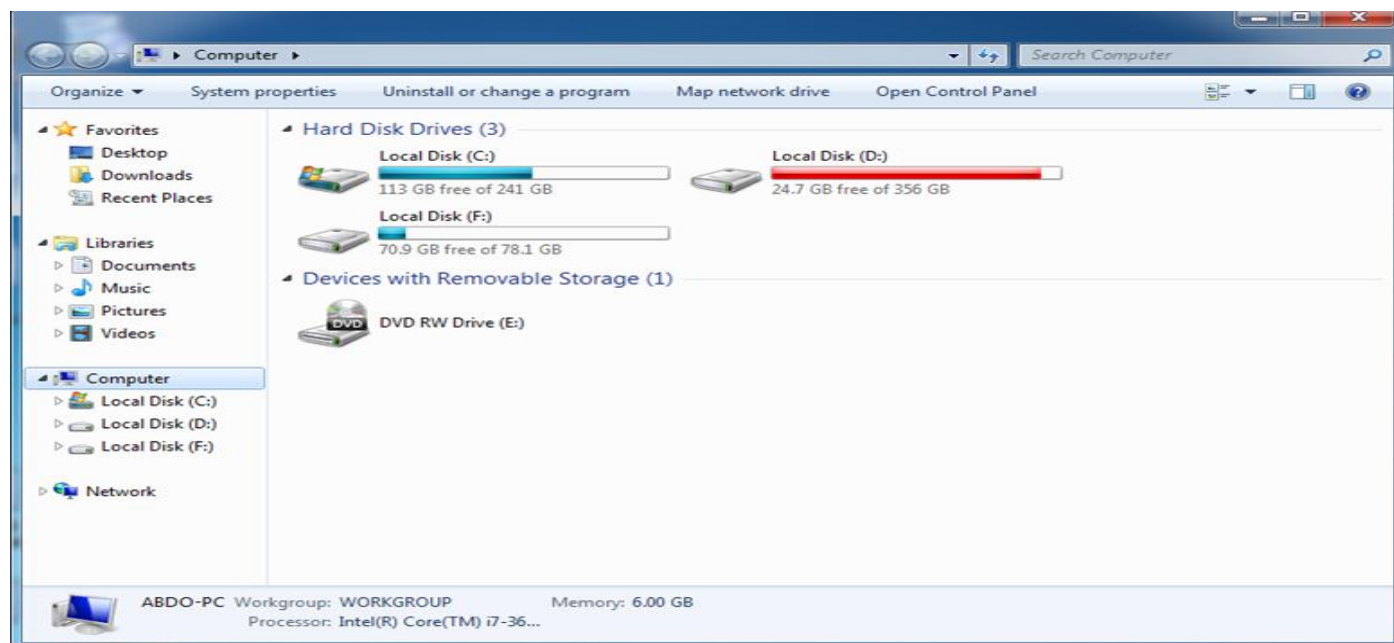 Computer
Search Computer
Organize
System properties
Uninstall or change a program
Map network drive
Open Control Panel
Favorites
Desktop
Downloads
Recent Places
Libraries
Documents
Music
Pictures
Videos
Computer
Local Disk (C:)
Local Disk (D:)
Local Disk (F:)
Network
Hard Disk Drives (3)
Local Disk (C:)
113 GB free of 241 GB
Local Disk (D:)
24.7 GB free of 356 GB
Local Disk (F:)
70.9 GB free of 78.1 GB
Devices with Removable Storage (1)
DVD
DVD RW Drive (E:)
ABDO-PC Workgroup: WORKGROUP Memory: 6.00 GB
Processor: Intel(R) Core(TM) i7-36...